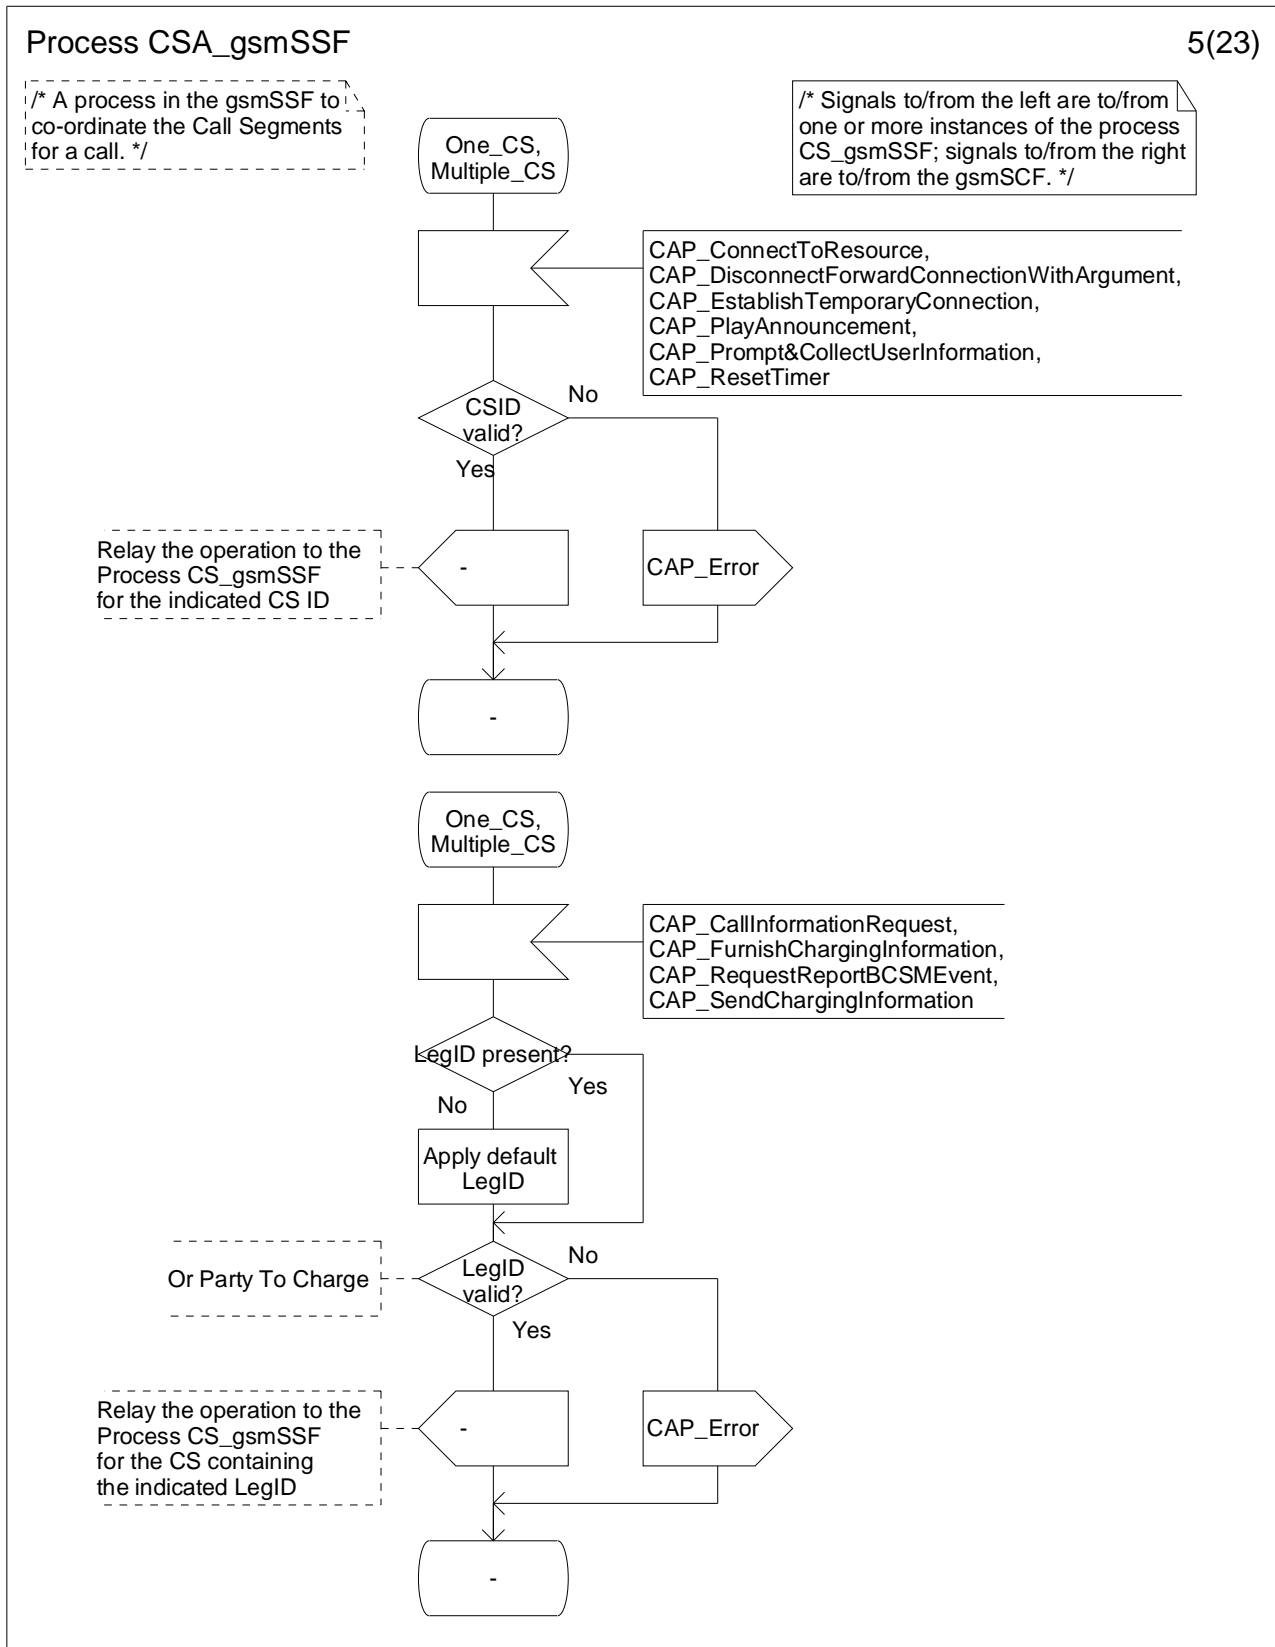 Process CSA_gsmSSF
5(23)
/* A process in the gsmSSF to
co-ordinate the Call Segments
for a call. */
/* Signals to/from the left are to/from
one or more instances of the process
CS_gsmSSF; signals to/from the right
are to/from the gsmSCF. */
One_CS,
Multiple_CS
CAP_ConnectToResource,
CAP_DisconnectForwardConnectionWithArgument,
CAP_EstablishTemporaryConnection,
CAP_PlayAnnouncement,
CAP_Prompt&CollectUserInformation,
CAP_ResetTimer
CSID
valid?
No
Yes
Relay the operation to the
Process CS_gsmSSF
for the indicated CS ID
-
CAP_Error
-
One_CS,
Multiple_CS
CAP_CallInformationRequest,
CAP_FurnishChargingInformation,
CAP_RequestReportBCSMEvent,
CAP_SendChargingInformation
LegID present?
Yes
No
Apply default
LegID
Or Party To Charge
LegID
valid?
No
Yes
Relay the operation to the
Process CS_gsmSSF
for the CS containing
the indicated LegID
-
CAP_Error
-